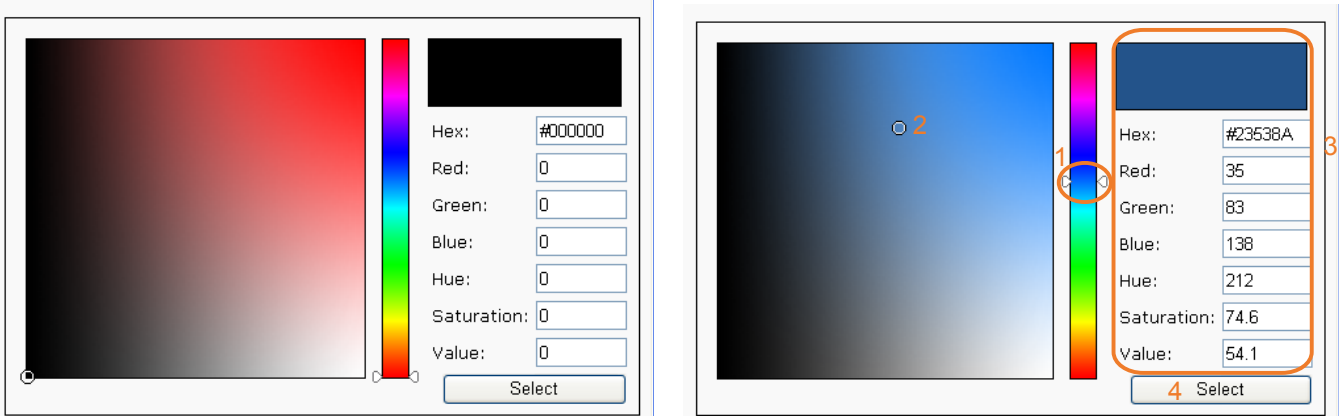 Hex: #000000
Red: 0
Green: 0
Blue: 0
Hue: 0
Saturation: 0
Value: 0
Select
1
2
3
Hex: #23538A
Red: 35
Green: 83
Blue: 138
Hue: 212
Saturation: 74.6
Value: 54.1
4 Select